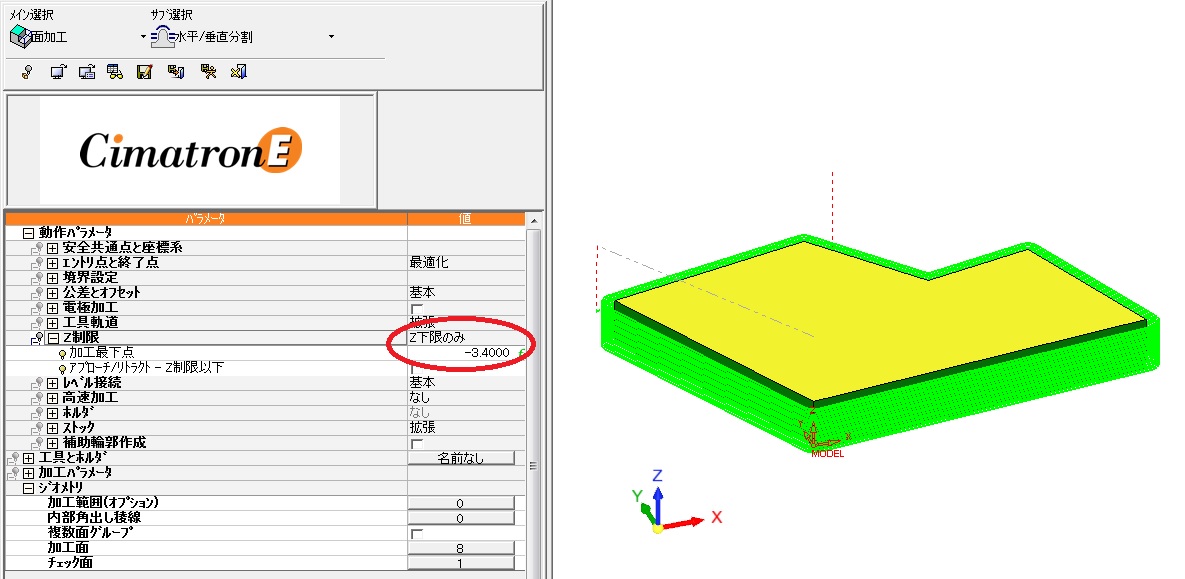 メイン選択 サブ選択
面加工 水平/垂直分割
CimatronE
パラメータ 値
動作パラメータ
安全共通点と座標系
エントリ点と終了点 最適化
境界設定
公差とオフセット 基本
電極加工
工具軌道 拡張
Z制限 Z下限のみ
加工最下点 -3.4000 f
アプローチ/リトラクト - Z制限以下
レベル接続 基本
高速加工 なし
ホルダ なし
ストック 拡張
補助輪郭作成
工具とホルダ 名前なし
加工パラメータ
ジオメトリ
加工範囲(オプション) 0
内部角出し稜線 0
複数面グループ
加工面 8
チェック面 1
Z
Y X
MODEL
Z
Y
X